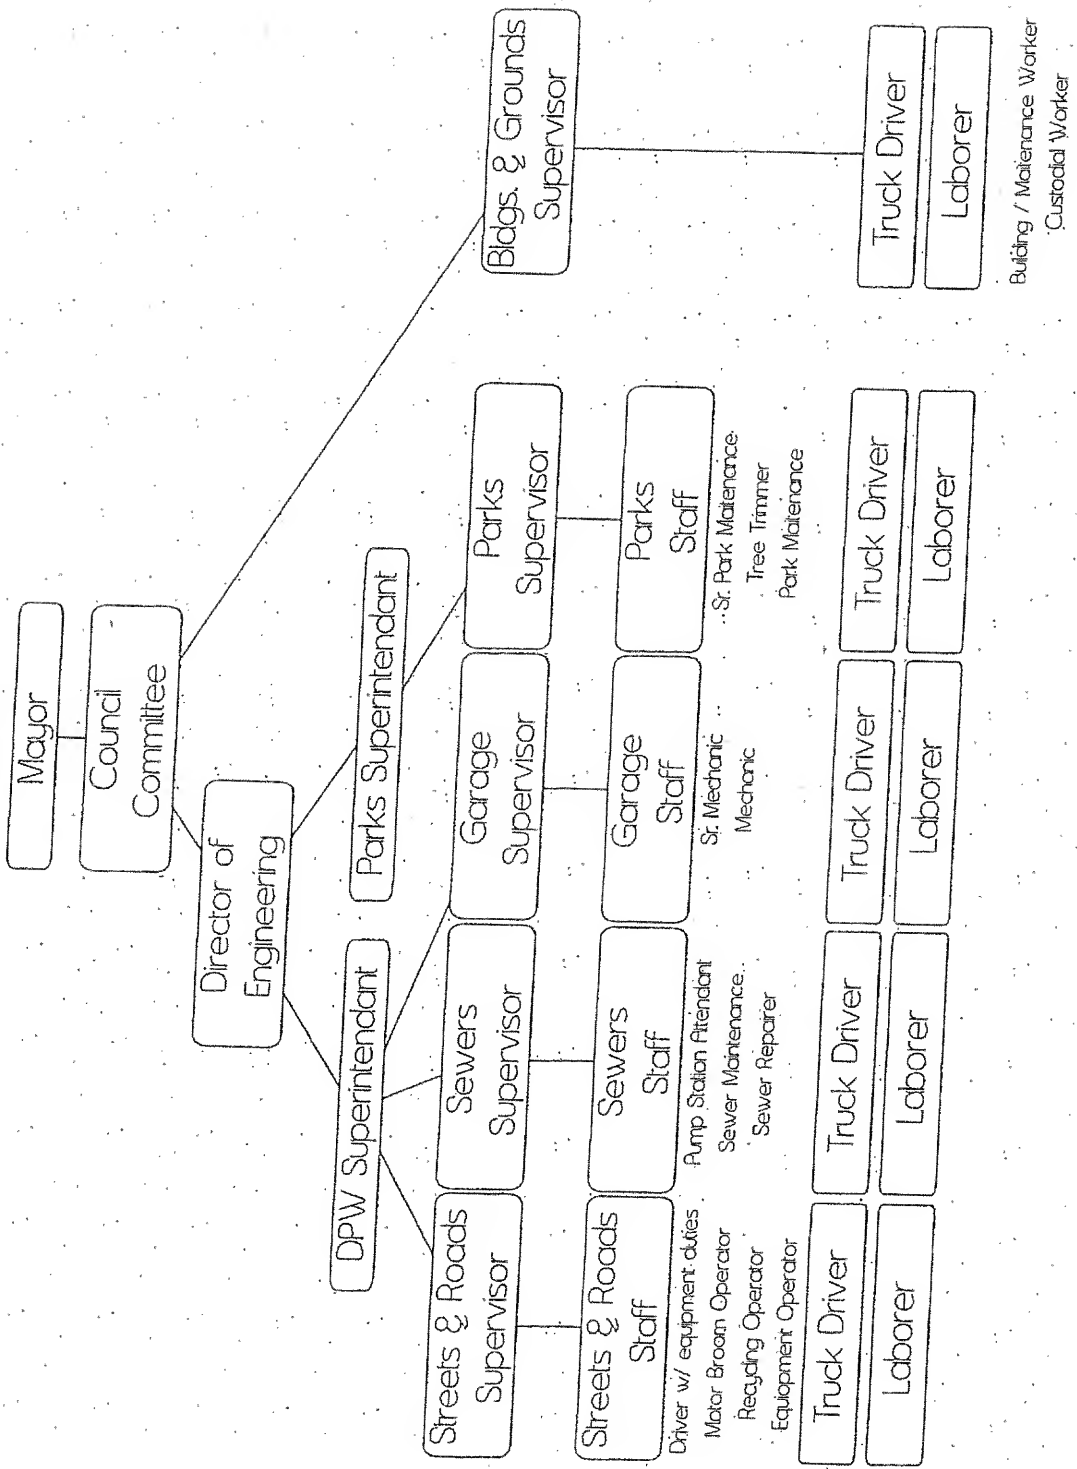 Mayor
Council
Committee
Director of
Engineering
DPW Superintendant
Parks Superintendant
Streets & Roads
Supervisor
Sewers
Supervisor
Garage
Supervisor
Parks
Supervisor
Bldgs. & Grounds
Supervisor
Streets & Roads
Staff
Driver w/ equipment duties
Motor Broom Operator
Recycling Operator
Equiopment Operator
Sewers
Staff
Pump Station Attendant
Sewer Maintenance
Sewer Repairer
Garage
Staff
Sr. Mechanic
Mechanic
Parks
Staff
Sr. Park Maitenance
Tree Trimmer
Park Maitenance
Truck Driver
Laborer
Truck Driver
Laborer
Truck Driver
Laborer
Truck Driver
Laborer
Truck Driver
Laborer
Building / Maitenance Worker
Custodial Worker